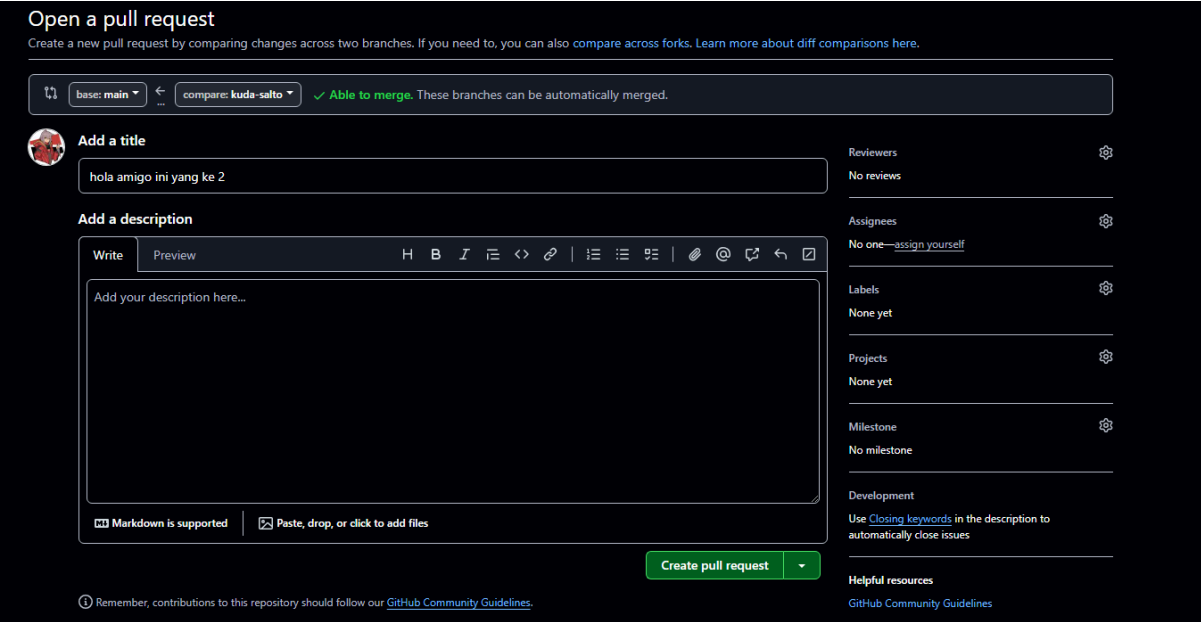 Open a pull request
Create a new pull request by comparing changes across two branches. If you need to, you can also compare across forks. Learn more about diff comparisons here.
base: main
...
compare: kuda-salto
Able to merge. These branches can be automatically merged.
Add a title
hola amigo ini yang ke 2
Add a description
Write
Preview
Add your description here...
Markdown is supported
Paste, drop, or click to add files
Create pull request
Remember, contributions to this repository should follow our GitHub Community Guidelines.
Reviewers
No reviews
Assignees
No one—assign yourself
Labels
None yet
Projects
None yet
Milestone
No milestone
Development
Use Closing keywords in the description to
automatically close issues
Helpful resources
GitHub Community Guidelines